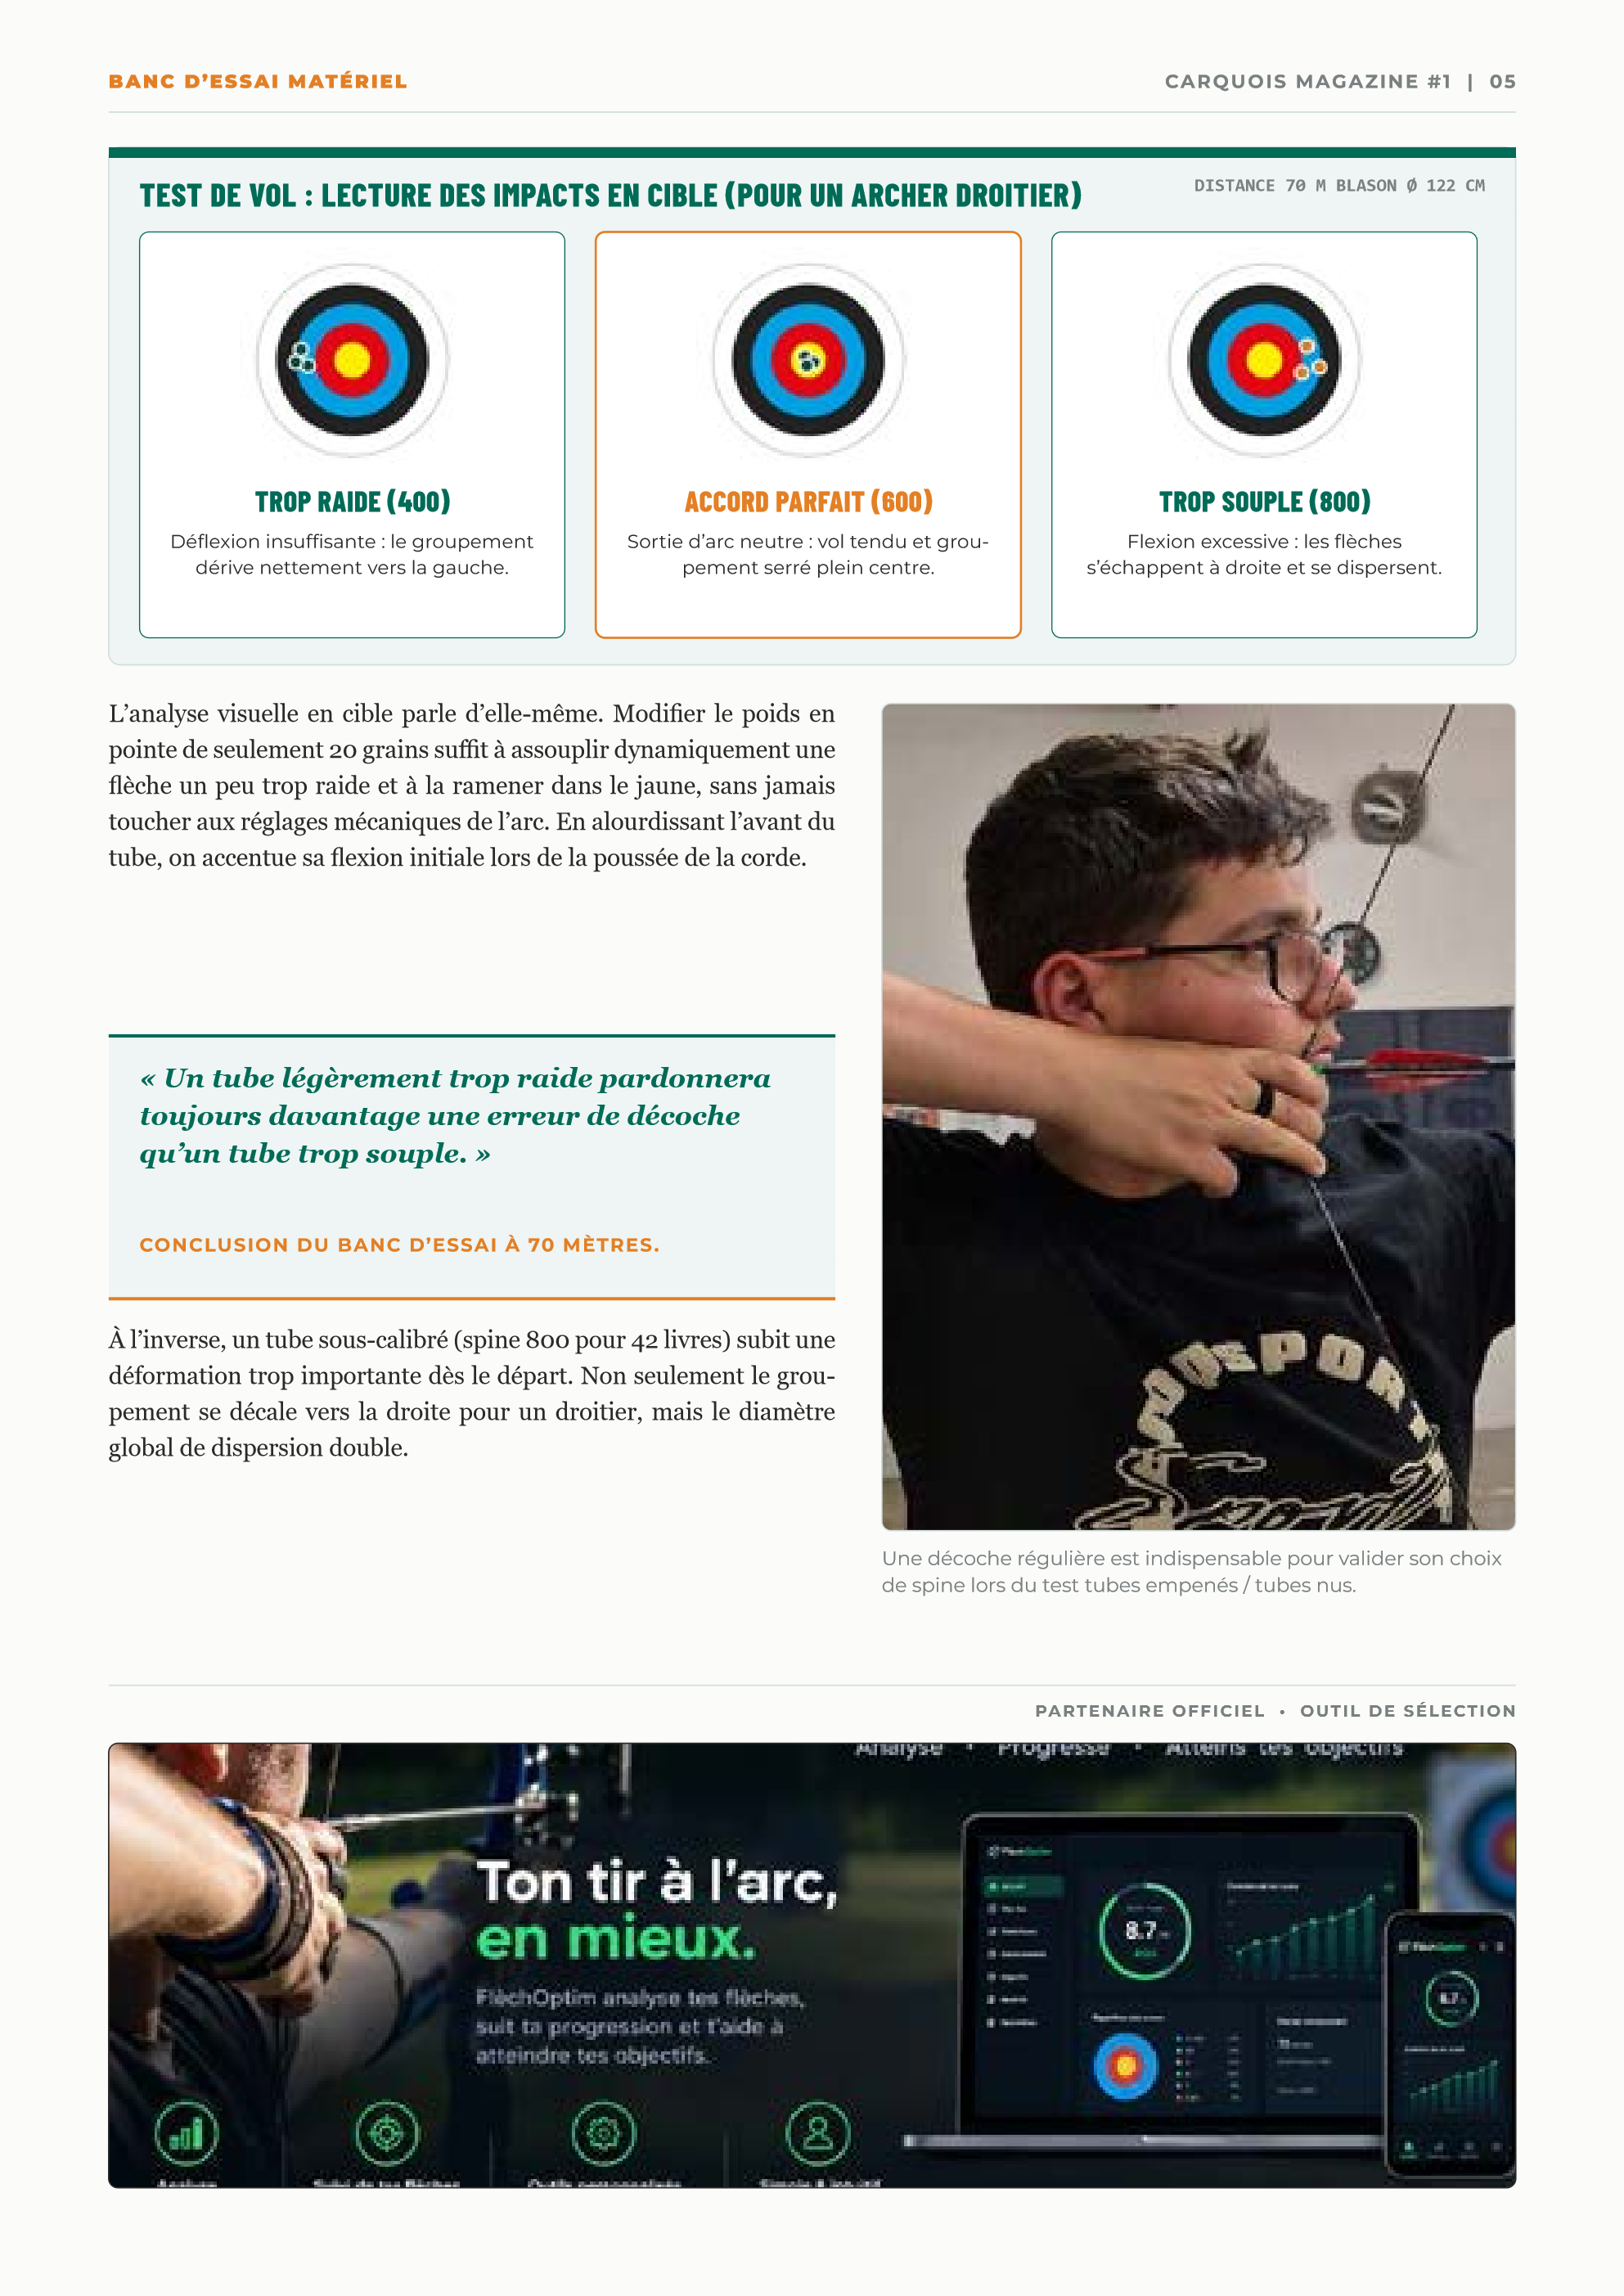 BANC D’ESSAI MATÉRIEL
CARQUOIS MAGAZINE #1 | 05
TEST DE VOL : LECTURE DES IMPACTS EN CIBLE (POUR UN ARCHER DROITIER)
DISTANCE 70 M BLASON Ø 122 CM
TROP RAIDE (400)
Déflexion insuffisante : le groupement
dérive nettement vers la gauche.
ACCORD PARFAIT (600)
Sortie d’arc neutre : vol tendu et grou-
pement serré plein centre.
TROP SOUPLE (800)
Flexion excessive : les flèches
s’échappent à droite et se dispersent.
L’analyse visuelle en cible parle d’elle-même. Modifier le poids en
pointe de seulement 20 grains suffit à assouplir dynamiquement une
flèche un peu trop raide et à la ramener dans le jaune, sans jamais
toucher aux réglages mécaniques de l’arc. En alourdissant l’avant du
tube, on accentue sa flexion initiale lors de la poussée de la corde.
« Un tube légèrement trop raide pardonnera
toujours davantage une erreur de décoche
qu’un tube trop souple. »
CONCLUSION DU BANC D’ESSAI À 70 MÈTRES.
À l’inverse, un tube sous-calibré (spine 800 pour 42 livres) subit une
déformation trop importante dès le départ. Non seulement le grou-
pement se décale vers la droite pour un droitier, mais le diamètre
global de dispersion double.
Une décoche régulière est indispensable pour valider son choix
de spine lors du test tubes empenés / tubes nus.
PARTENAIRE OFFICIEL • OUTIL DE SÉLECTION
Analyse • Progresse • Atteins tes objectifs
Ton tir à l’arc,
en mieux.
FlèchOptim analyse tes flèches,
suit ta progression et t’aide à
atteindre tes objectifs.
8.7
8.7